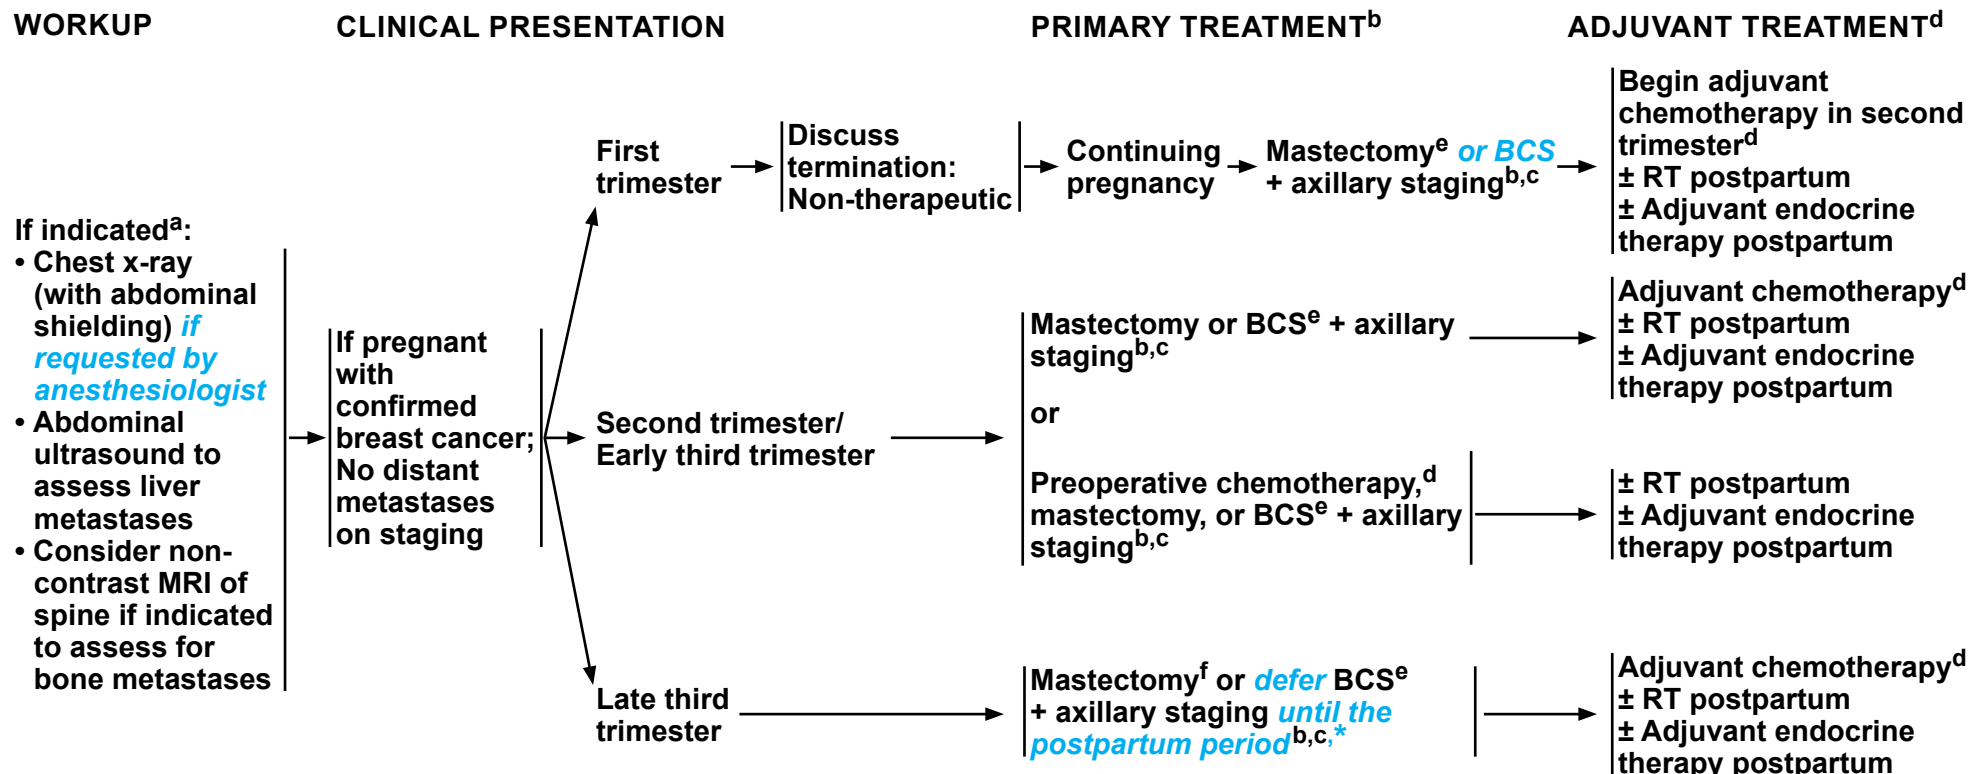 WORKUP
CLINICAL PRESENTATION
PRIMARY TREATMENTb
ADJUVANT TREATMENTd
If indicateda:
• Chest x-ray
(with abdominal
shielding) if
requested by
anesthesiologist
• Abdominal
ultrasound to
assess liver
metastases
• Consider non-
contrast MRI of
spine if indicated
to assess for
bone metastases
If pregnant
with
confirmed
breast cancer;
No distant
metastases
on staging
First
trimester
Discuss
termination:
Non-therapeutic
Continuing
pregnancy
Mastectomye or BCS
+ axillary stagingb,c
Begin adjuvant
chemotherapy in second
trimesterd
± RT postpartum
± Adjuvant endocrine
therapy postpartum
Second trimester/
Early third trimester
Mastectomy or BCSe + axillary
stagingb,c
or
Preoperative chemotherapy,d
mastectomy, or BCSe + axillary
stagingb,c
Adjuvant chemotherapyd
± RT postpartum
± Adjuvant endocrine
therapy postpartum
± RT postpartum
± Adjuvant endocrine
therapy postpartum
Late third
trimester
Mastectomyf or defer BCSe
+ axillary staging until the
postpartum periodb,c,*
Adjuvant chemotherapyd
± RT postpartum
± Adjuvant endocrine
therapy postpartum